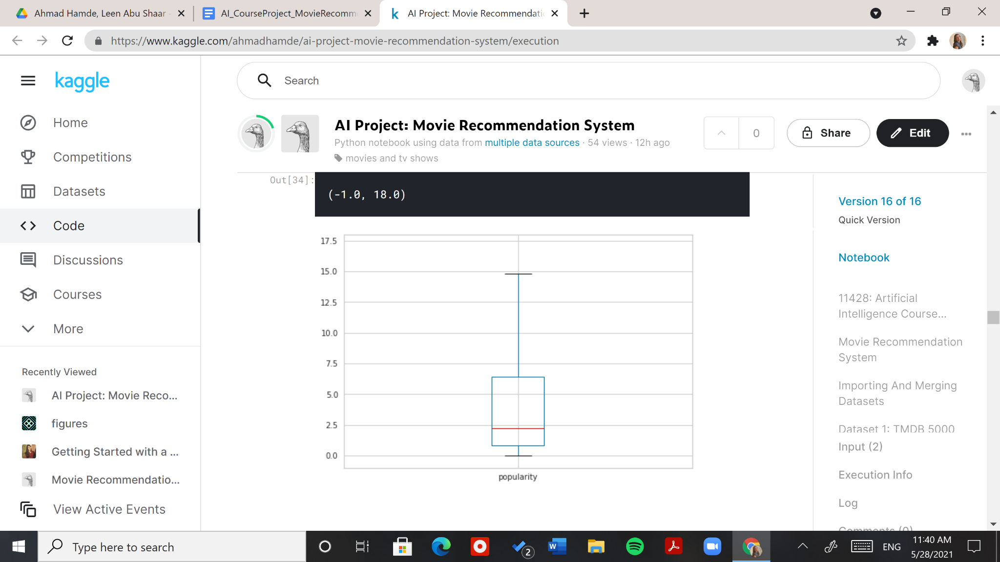 Ahmad Hamde, Leen Abu Shaar -
AI_CourseProject_MovieRecomm
AI Project: Movie Recommendatio
https://www.kaggle.com/ahmadhamde/ai-project-movie-recommendation-system/execution
kaggle
Search
Home
Competitions
Datasets
Code
Discussions
Courses
More
Recently Viewed
AI Project: Movie Reco...
figures
Getting Started with a ...
Movie Recommendatio...
View Active Events
AI Project: Movie Recommendation System
Python notebook using data from multiple data sources · 54 views · 12h ago
movies and tv shows
0
Share
Edit
Out[34]:
(-1.0, 18.0)
17.5
15.0
12.5
10.0
7.5
5.0
2.5
0.0
popularity
Version 16 of 16
Quick Version
Notebook
11428: Artificial
Intelligence Course...
Movie Recommendation
System
Importing And Merging
Datasets
Dataset 1: TMDB 5000
Input (2)
Execution Info
Log
Comments (0)
Type here to search
2
W
ENG
11:40 AM
5/28/2021